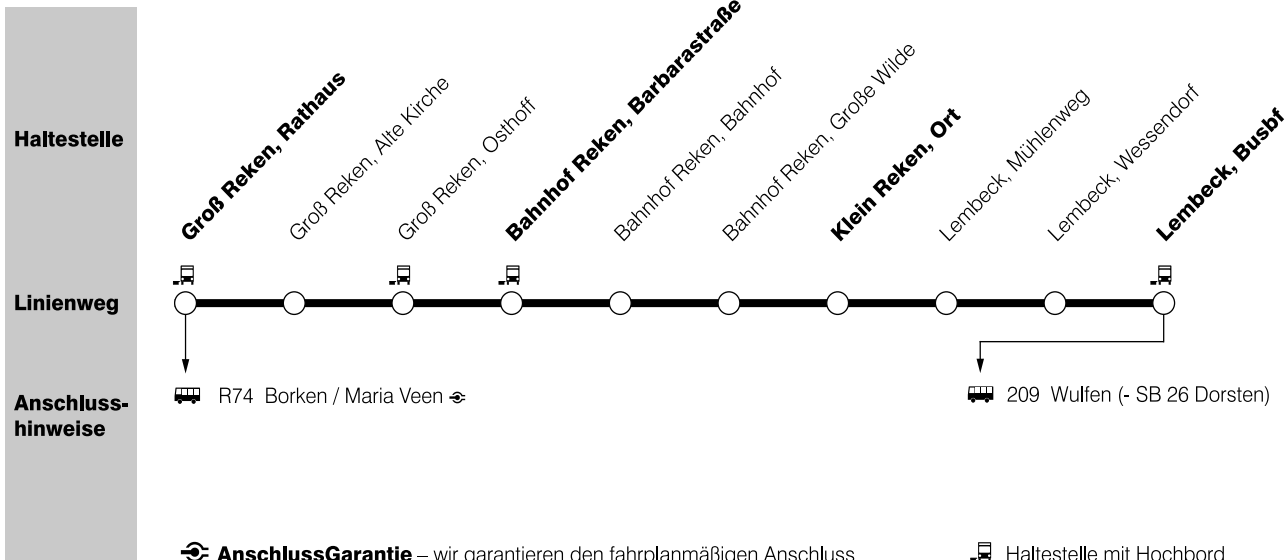 Haltestelle
Groß Reken, Rathaus
Groß Reken, Alte Kirche
Groß Reken, Osthoff
Bahnhof Reken, Barbarastraße
Bahnhof Reken, Bahnhof
Bahnhof Reken, Große Wilde
Klein Reken, Ort
Lembeck, Mühlenweg
Lembeck, Wessendorf
Lembeck, Busbf
Linienweg
Anschluss-
hinweise
R74 Borken / Maria Veen
209 Wulfen (- SB 26 Dorsten)
AnschlussGarantie – wir garantieren den fahrplanmäßigen Anschluss
Haltestelle mit Hochbord